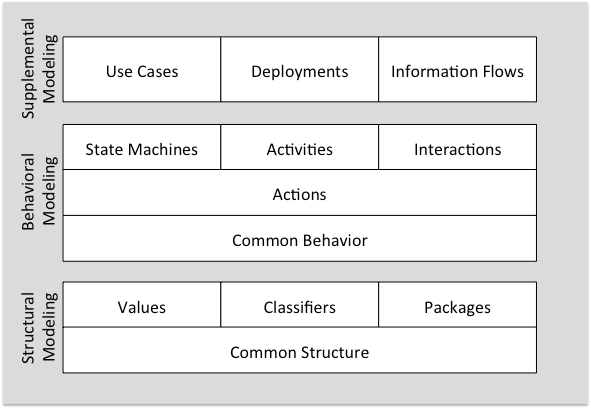 Supplemental
Modeling
Use Cases
Deployments
Information Flows
Behavioral
Modeling
State Machines
Activities
Interactions
Actions
Common Behavior
Structural
Modeling
Values
Classifiers
Packages
Common Structure